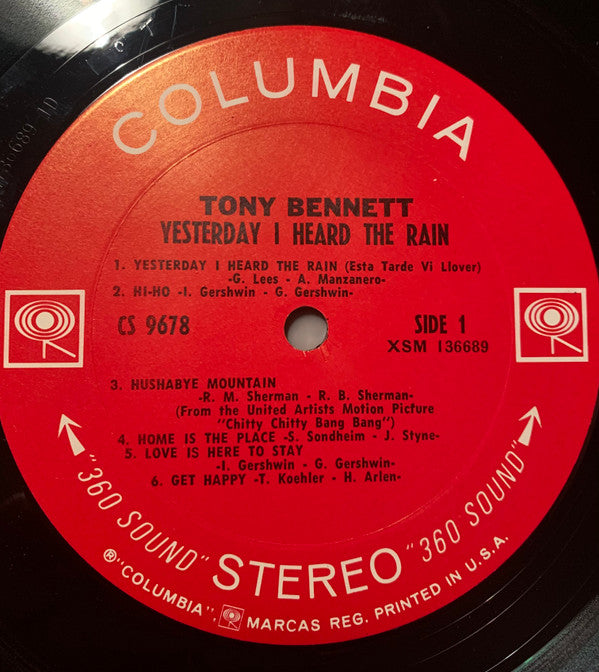 COLUMBIA
TONY BENNETT
YESTERDAY I HEARD THE RAIN
1. YESTERDAY I HEARD THE RAIN (Esta Tarde Vi Llover)
-G. Lees - A. Manzanero-
2. HI-HO -I. Gershwin - G. Gershwin-
CS 9678
SIDE 1
XSM 136689
3. HUSHABYE MOUNTAIN
-R. M. Sherman - R. B. Sherman-
(From the United Artists Motion Picture
"Chitty Chitty Bang Bang")
4. HOME IS THE PLACE -S. Sondheim - J. Styne-
5. LOVE IS HERE TO STAY
-I. Gershwin - G. Gershwin-
6. GET HAPPY -T. Koehler - H. Arlen-
"360 SOUND" STEREO "360 SOUND"
®"COLUMBIA", MARCAS REG. PRINTED IN U.S.A.